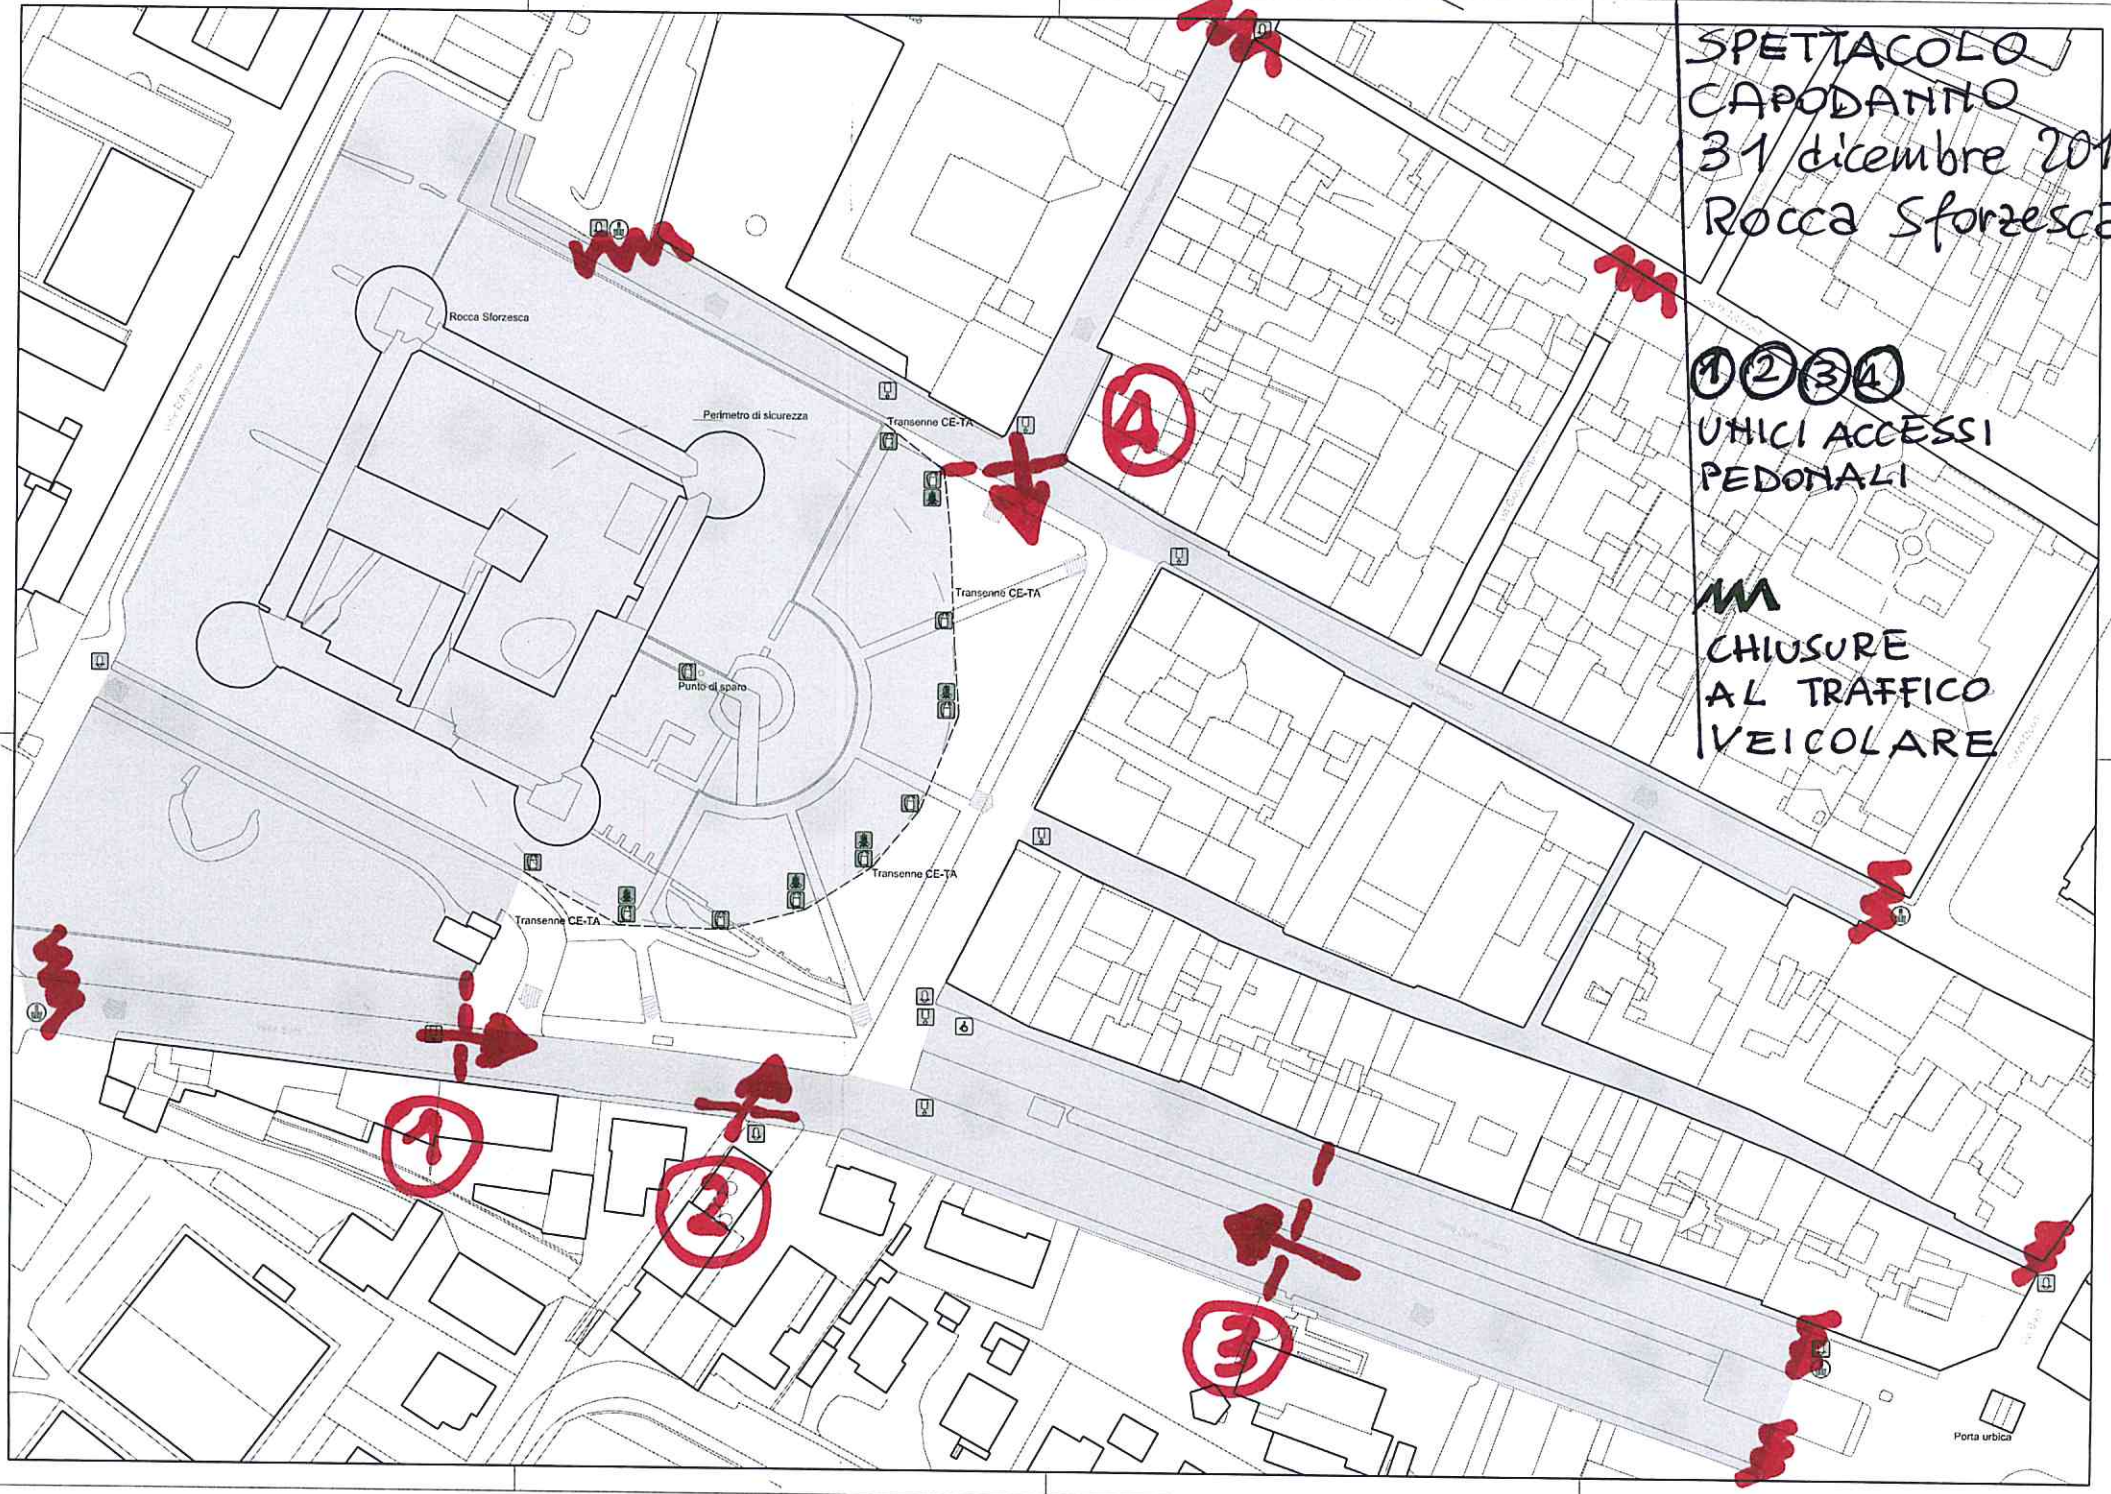 SPETTACOLO
CAPODANNO
31 dicembre 201
Rocca Sforzesca
1 2 3 4
UNICI ACCESSI
PEDONALI
CHIUSURE
AL TRAFFICO
VEICOLARE
Rocca Sforzesca
Perimetro di sicurezza
Transenne CE-TA
4
Transenne CE-TA
Punto di sparo
Transenne CE-TA
Transenne CE-TA
1
2
3
Porta urbica